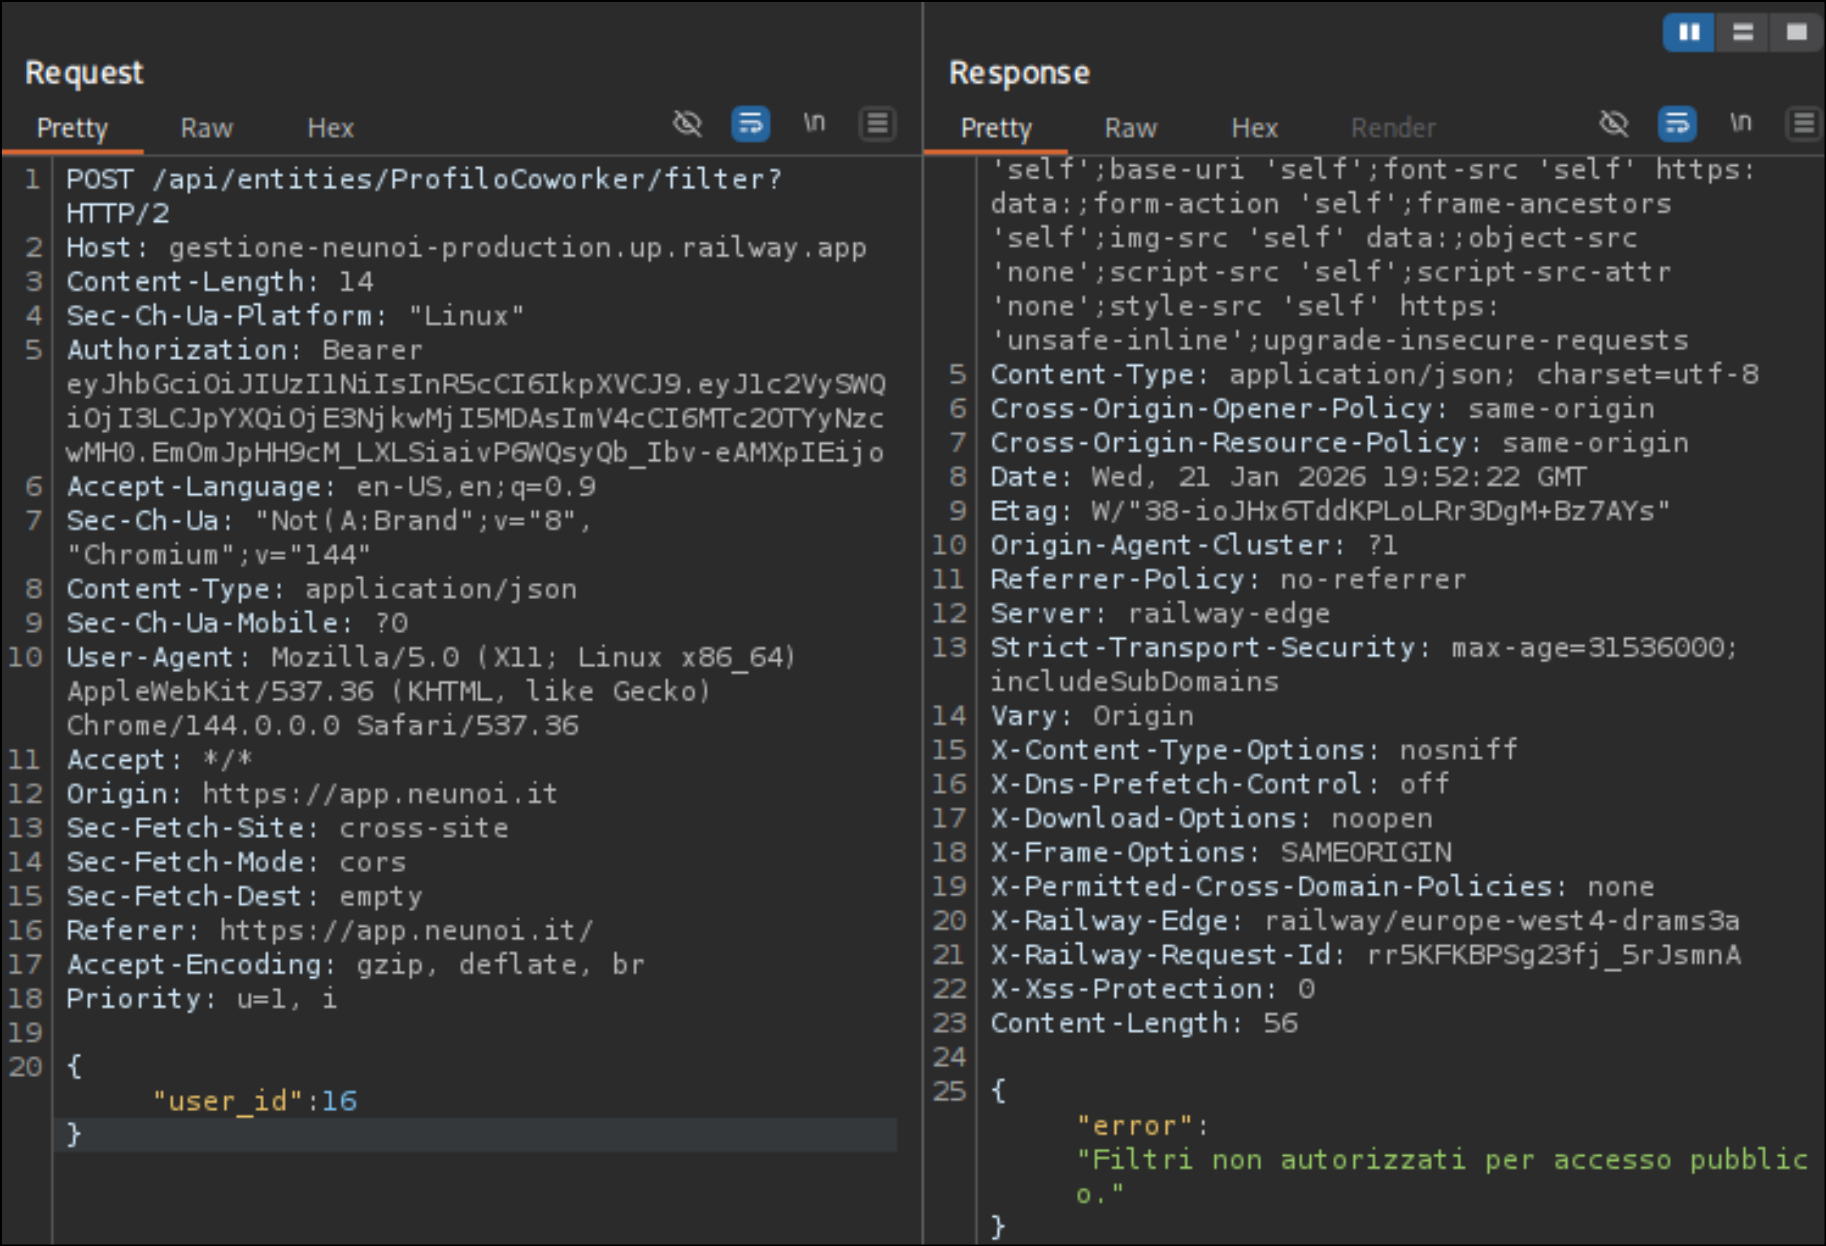 Request
Pretty Raw Hex \n
1 POST /api/entities/ProfiloCoworker/filter?
HTTP/2
2 Host: gestione-neunoi-production.up.railway.app
3 Content-Length: 14
4 Sec-Ch-Ua-Platform: "Linux"
5 Authorization: Bearer
eyJhbGciOiJIUzI1NiIsInR5cCI6IkpXVCJ9.eyJ1c2VySWQ
iOjI3LCJpYXQiOjE3NjkwMjI5MDAsImV4cCI6MTc2OTYyNzc
wMH0.EmOmJpHH9cM_LXLSiaivP6WQsyQb_Ibv-eAMXpIEijo
6 Accept-Language: en-US,en;q=0.9
7 Sec-Ch-Ua: "Not(A:Brand";v="8",
"Chromium";v="144"
8 Content-Type: application/json
9 Sec-Ch-Ua-Mobile: ?0
10 User-Agent: Mozilla/5.0 (X11; Linux x86_64)
AppleWebKit/537.36 (KHTML, like Gecko)
Chrome/144.0.0.0 Safari/537.36
11 Accept: */*
12 Origin: https://app.neunoi.it
13 Sec-Fetch-Site: cross-site
14 Sec-Fetch-Mode: cors
15 Sec-Fetch-Dest: empty
16 Referer: https://app.neunoi.it/
17 Accept-Encoding: gzip, deflate, br
18 Priority: u=1, i
19
20 {
"user_id":16
}
Response
Pretty Raw Hex Render \n
'self';base-uri 'self';font-src 'self' https:
data:;form-action 'self';frame-ancestors
'self';img-src 'self' data:;object-src
'none';script-src 'self';script-src-attr
'none';style-src 'self' https:
'unsafe-inline';upgrade-insecure-requests
5 Content-Type: application/json; charset=utf-8
6 Cross-Origin-Opener-Policy: same-origin
7 Cross-Origin-Resource-Policy: same-origin
8 Date: Wed, 21 Jan 2026 19:52:22 GMT
9 Etag: W/"38-ioJHx6TddKPLoLRr3DgM+Bz7AYs"
10 Origin-Agent-Cluster: ?1
11 Referrer-Policy: no-referrer
12 Server: railway-edge
13 Strict-Transport-Security: max-age=31536000;
includeSubDomains
14 Vary: Origin
15 X-Content-Type-Options: nosniff
16 X-Dns-Prefetch-Control: off
17 X-Download-Options: noopen
18 X-Frame-Options: SAMEORIGIN
19 X-Permitted-Cross-Domain-Policies: none
20 X-Railway-Edge: railway/europe-west4-drams3a
21 X-Railway-Request-Id: rr5KFKBPSg23fj_5rJsmnA
22 X-Xss-Protection: 0
23 Content-Length: 56
24
25 {
"error":
"Filtri non autorizzati per accesso pubblic
o."
}